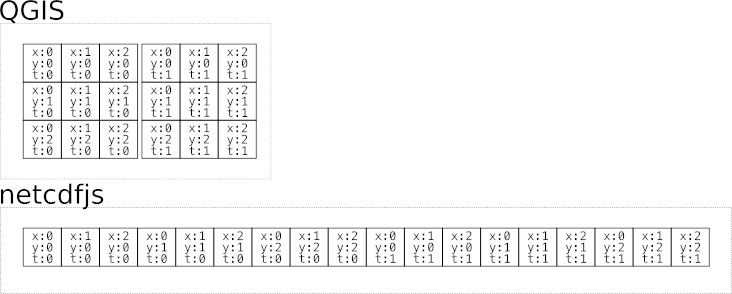 QGIS
x:0 x:1 x:2 x:0 x:1 x:2
y:0 y:0 y:0 y:0 y:0 y:0
t:0 t:0 t:0 t:1 t:1 t:1
x:0 x:1 x:2 x:0 x:1 x:2
y:1 y:1 y:1 y:1 y:1 y:1
t:0 t:0 t:0 t:1 t:1 t:1
x:0 x:1 x:2 x:0 x:1 x:2
y:2 y:2 y:2 y:2 y:2 y:2
t:0 t:0 t:0 t:1 t:1 t:1
netcdfjs
x:0 x:1 x:2 x:0 x:1 x:2 x:0 x:1 x:2 x:0 x:1 x:2 x:0 x:1 x:2 x:0 x:1 x:2
y:0 y:0 y:0 y:1 y:1 y:1 y:2 y:2 y:2 y:0 y:0 y:0 y:1 y:1 y:1 y:2 y:2 y:2
t:0 t:0 t:0 t:0 t:0 t:0 t:0 t:0 t:0 t:1 t:1 t:1 t:1 t:1 t:1 t:1 t:1 t:1